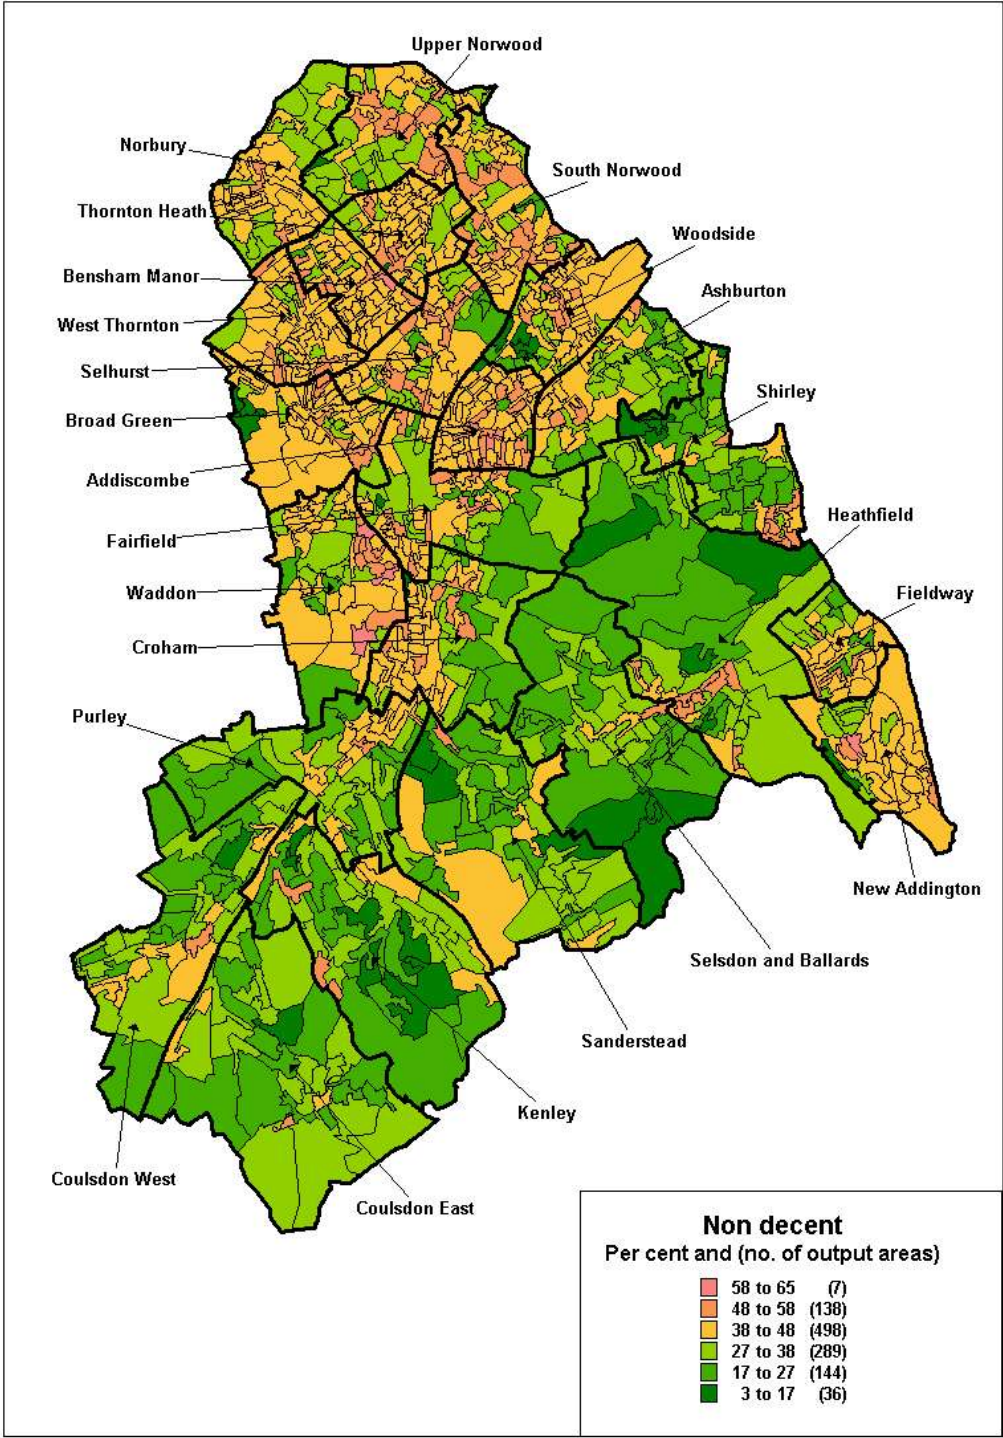 Upper Norwood
Norbury
South Norwood
Thornton Heath
Woodside
Bensham Manor
Ashburton
West Thornton
Selhurst
Shirley
Broad Green
Addiscombe
Heathfield
Fairfield
Waddon
Fieldway
Croham
Purley
New Addington
Selsdon and Ballards
Sanderstead
Kenley
Coulsdon West
Coulsdon East
Non decent
Per cent and (no. of output areas)
58 to 65 (7)
48 to 58 (138)
38 to 48 (498)
27 to 38 (289)
17 to 27 (144)
3 to 17 (36)